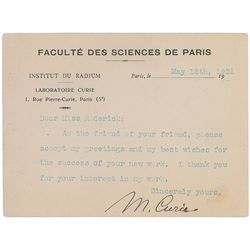 FACULTÉ DES SCIENCES DE PARIS
INSTITUT DU RADIUM
LABORATOIRE CURIE
1, Rue Pierre-Curie, Paris (5ᵉ)
Paris, le May 18th, 1921 19
Dear Miss Roderick:
As the friend of your friend, please
accept my greetings and my best wishes for
the success of your new work. I thank you
for your interest in my work.
Sincerely yours,
M. Curie